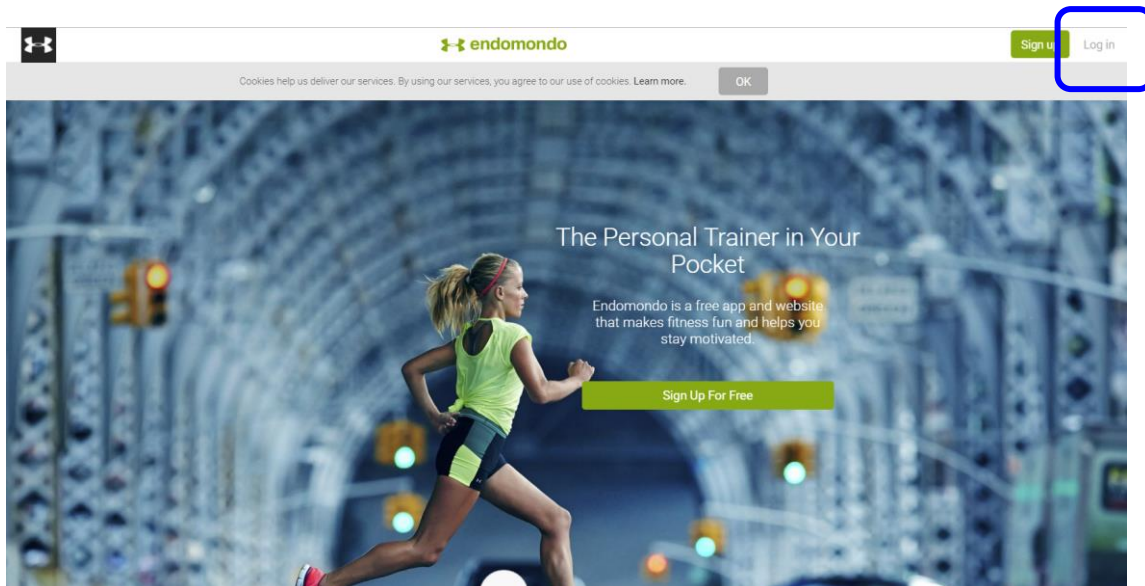 endomondo
Sign up
Log in
Cookies help us deliver our services. By using our services, you agree to our use of cookies. Learn more.
OK
The Personal Trainer in Your
Pocket
Endomondo is a free app and website
that makes fitness fun and helps you
stay motivated.
Sign Up For Free